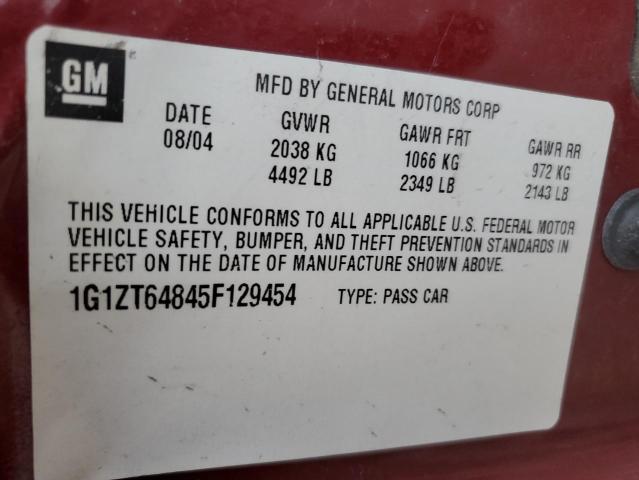 GM
MFD BY GENERAL MOTORS CORP
DATE GVWR GAWR FRT GAWR RR
08/04 2038 KG 1066 KG 972 KG
4492 LB 2349 LB 2143 LB
THIS VEHICLE CONFORMS TO ALL APPLICABLE U.S. FEDERAL MOTOR
VEHICLE SAFETY, BUMPER, AND THEFT PREVENTION STANDARDS IN
EFFECT ON THE DATE OF MANUFACTURE SHOWN ABOVE.
1G1ZT64845F129454 TYPE: PASS CAR